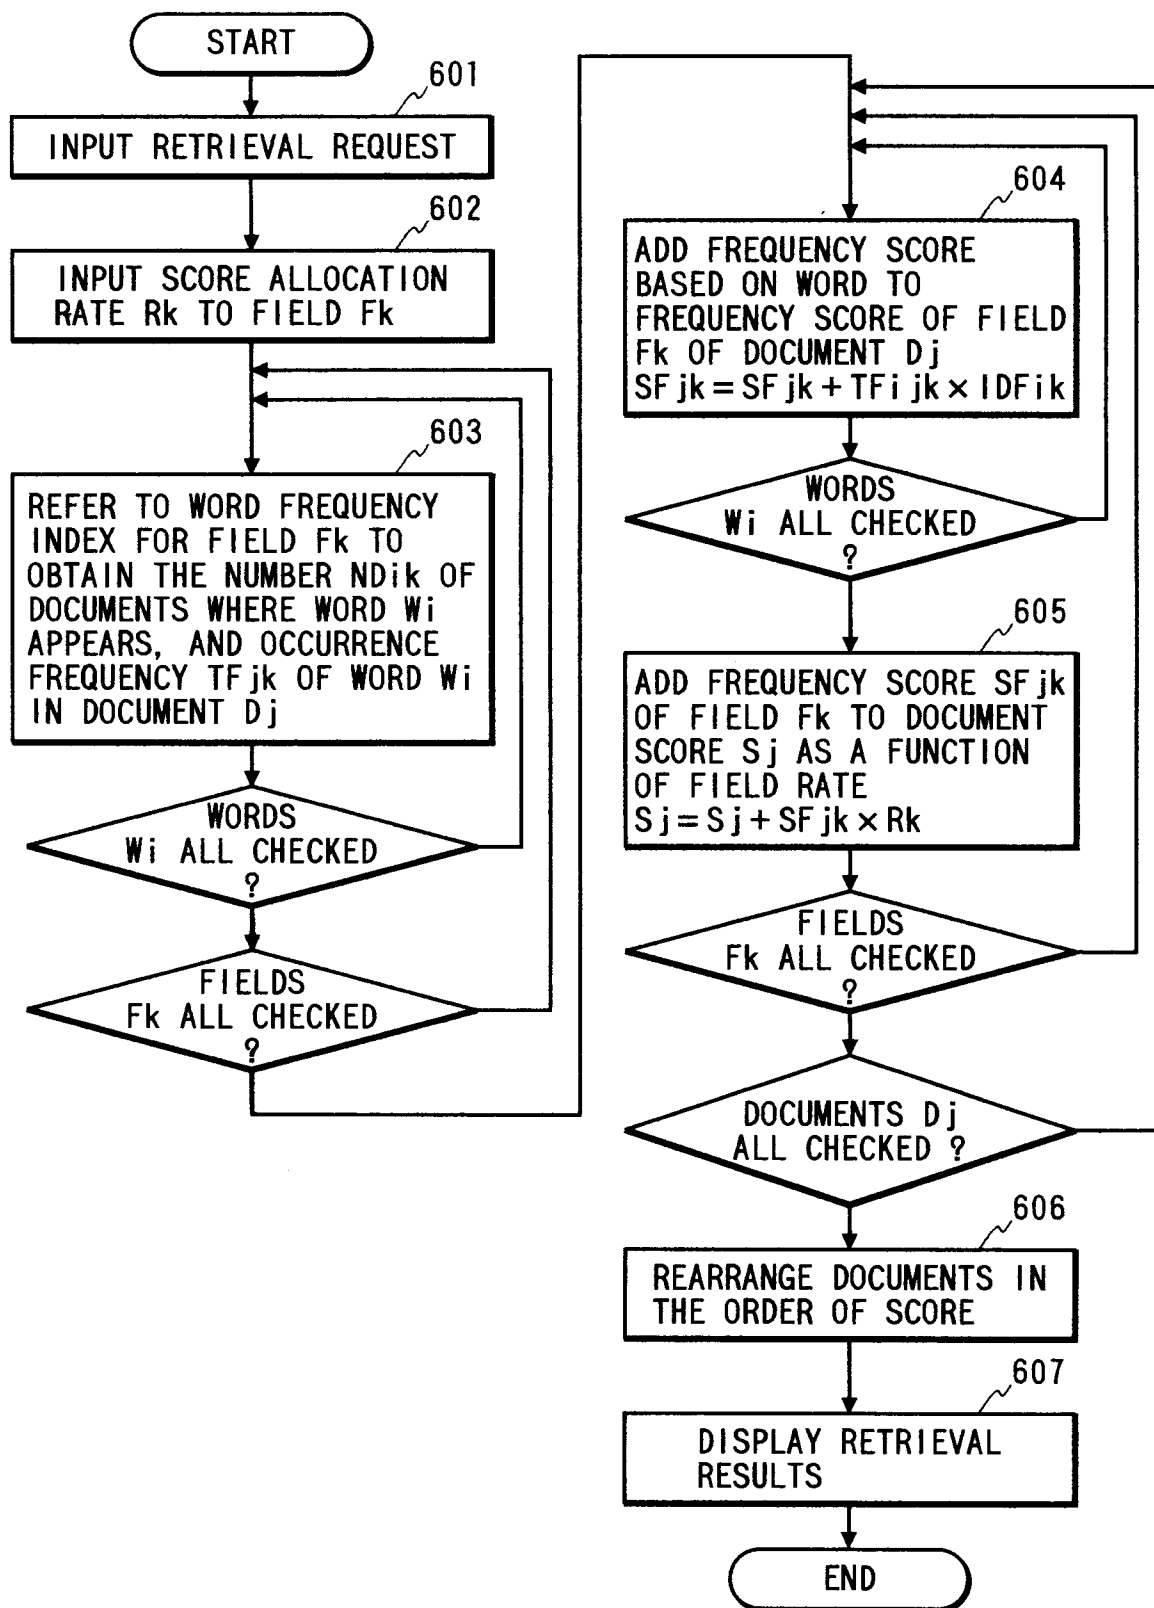 START
601
INPUT RETRIEVAL REQUEST
602
INPUT SCORE ALLOCATION
RATE Rk TO FIELD Fk
603
REFER TO WORD FREQUENCY
INDEX FOR FIELD Fk TO
OBTAIN THE NUMBER NDik OF
DOCUMENTS WHERE WORD Wi
APPEARS, AND OCCURRENCE
FREQUENCY TFjk OF WORD Wi
IN DOCUMENT Dj
WORDS
Wi ALL CHECKED
?
FIELDS
Fk ALL CHECKED
?
604
ADD FREQUENCY SCORE
BASED ON WORD TO
FREQUENCY SCORE OF FIELD
Fk OF DOCUMENT Dj
SFjk=SFjk+TFijk×IDFik
WORDS
Wi ALL CHECKED
?
605
ADD FREQUENCY SCORE SFjk
OF FIELD Fk TO DOCUMENT
SCORE Sj AS A FUNCTION
OF FIELD RATE
Sj=Sj+SFjk×Rk
FIELDS
Fk ALL CHECKED
?
DOCUMENTS Dj
ALL CHECKED ?
606
REARRANGE DOCUMENTS IN
THE ORDER OF SCORE
607
DISPLAY RETRIEVAL
RESULTS
END